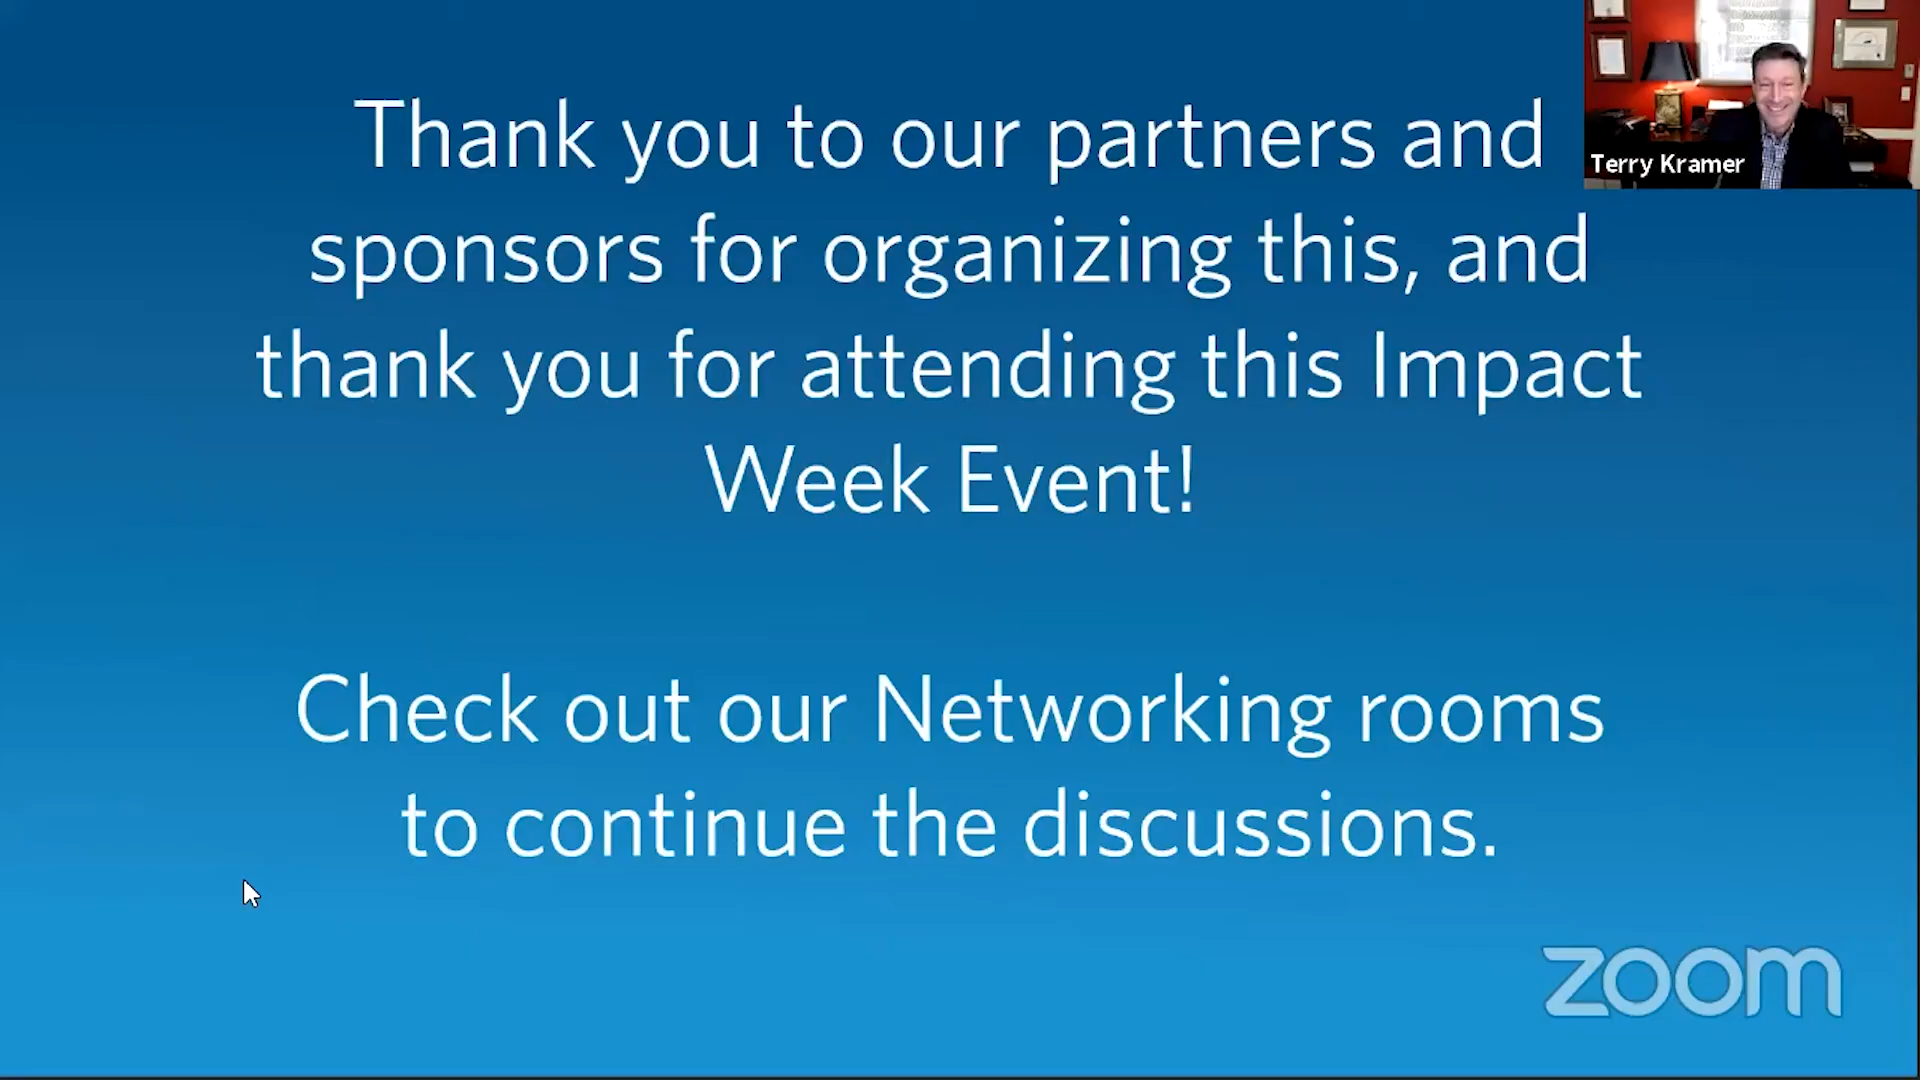 Thank you to our partners and
sponsors for organizing this, and
thank you for attending this Impact
Week Event!
Check out our Networking rooms
to continue the discussions.
Terry Kramer
zoom